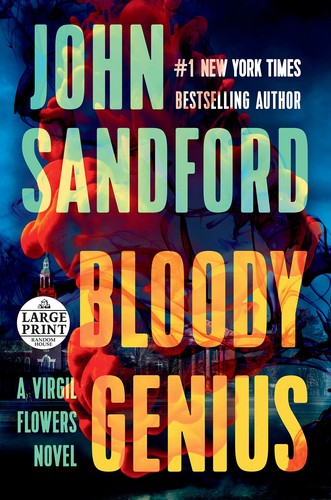 JOHN
#1 NEW YORK TIMES
BESTSELLING AUTHOR
SANDFORD
BLOODY
LARGE
PRINT
RANDOM HOUSE
A VIRGIL
FLOWERS
NOVEL
GENIUS